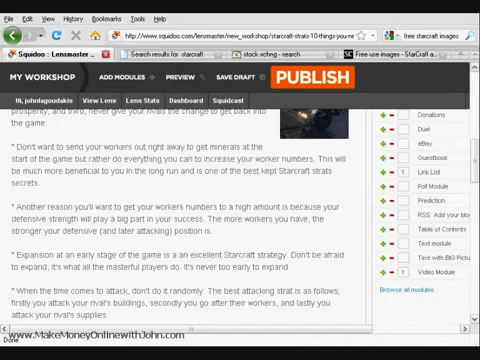 File Edit View History Bookmarks Tools Help
http://www.squidoo.com/lensmaster/new_workshop/starcraft-strats-10-things-you-ne
free starcraft images
Squidoo : Lensmaster
Search results for: starcraft
stock.xchng - search
Free use images - StarCraft a...
MY WORKSHOP
ADD MODULES
PREVIEW
SAVE DRAFT
PUBLISH
Hi, johnlagoudakis View Lens Lens Stats Dashboard Squidcast
prosperity, and third, never give your rivals the change to get back into
the game.
* Don't want to send your workers out right away to get minerals at the
start of the game but rather do everything you can to increase your worker numbers. This will
be much more beneficial to you in the long run and is one of the best kept Starcraft strats
secrets.
* Another reason you'll want to get your workers numbers to a high amount is because your
defensive strength will play a big part in your success. The more workers you have, the
stronger your defensive (and later attacking) position is.
* Expansion at an early stage of the game is a an excellent Starcraft strategy. Don't be afraid
to expand, it's what all the masterful players do. It's never too early to expand.
* When the time comes to attack, don't do it randomly. The best attacking strat is as follows;
firstly you attack your rival's buildings, secondly you go after their workers, and lastly you
attack your rival's supplies.
Donations
Duel
eBay
Guestbook
1 Link List
Poll Module
Prediction
RSS: Add your blog
Table of Contents
Text module
Text with BIG Pictu
1 Video Module
Browse all modules
www.MakeMoneyOnlinewithJohn.com
Done